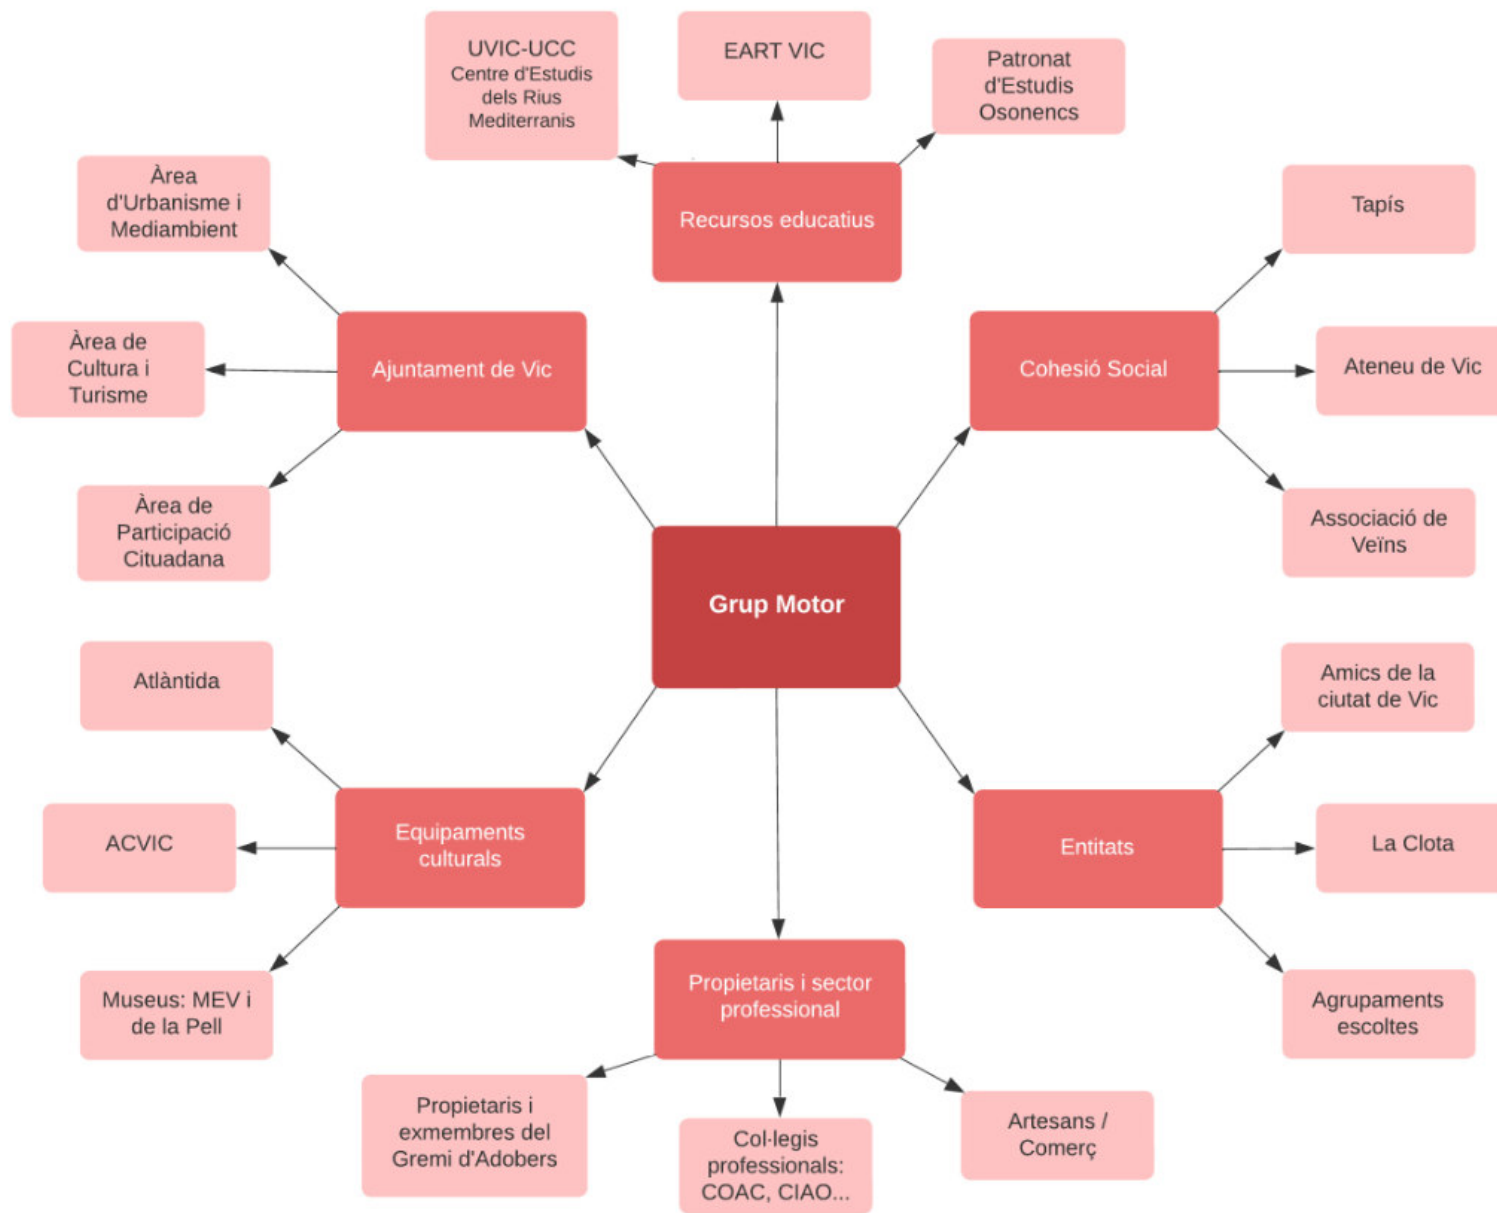 UVIC-UCC
Centre d'Estudis
dels Rius
Mediterranis
EART VIC
Patronat
d'Estudis
Osonencs
Recursos educatius
Àrea
d'Urbanisme i
Mediambient
Àrea de
Cultura i
Turisme
Àrea de
Participació
Cituadana
Ajuntament de Vic
Cohesió Social
Tapís
Ateneu de Vic
Associació de
Veïns
Grup Motor
Atlàntida
ACVIC
Museus: MEV i
de la Pell
Equipaments
culturals
Entitats
Amics de la
ciutat de Vic
La Clota
Agrupaments
escoltes
Propietaris i sector
professional
Propietaris i
exmembres del
Gremi d'Adobers
Col·legis
professionals:
COAC, CIAO...
Artesans /
Comerç